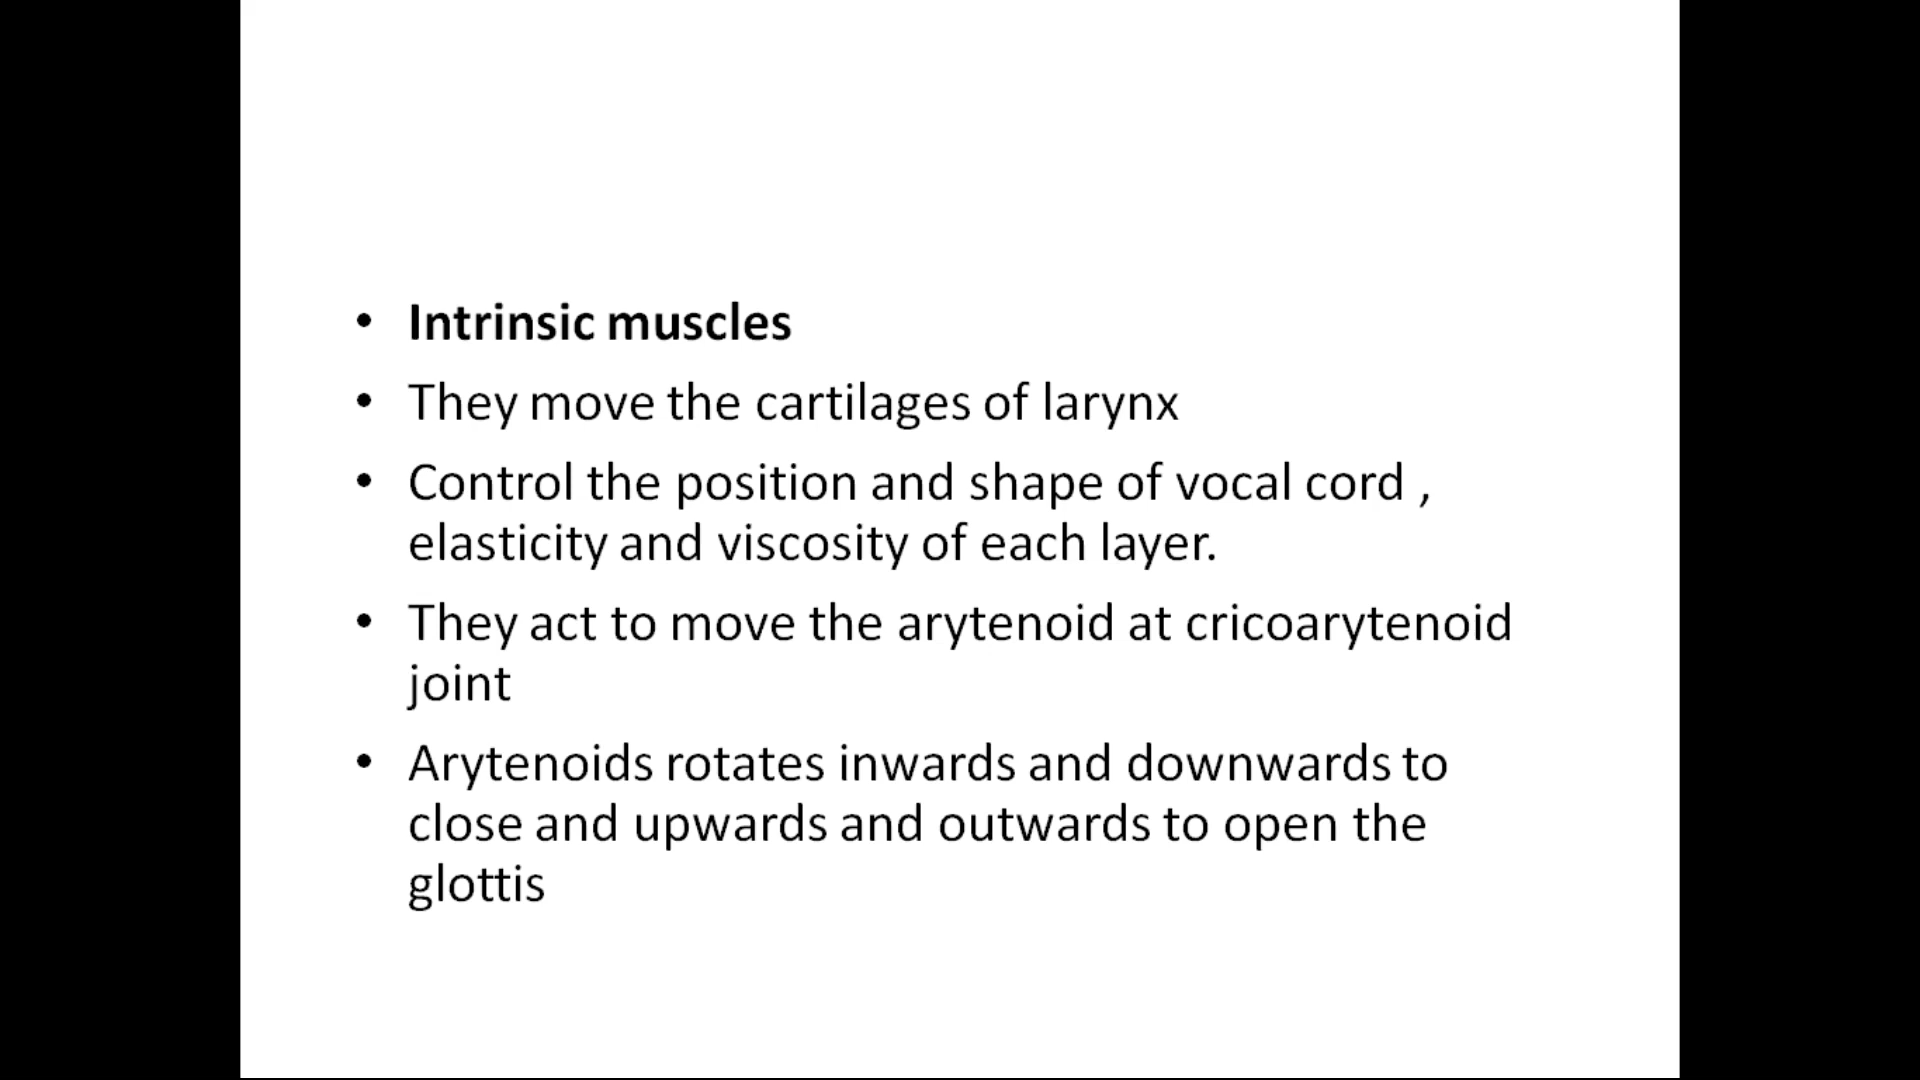 • Intrinsic muscles
• They move the cartilages of larynx
• Control the position and shape of vocal cord ,
elasticity and viscosity of each layer.
• They act to move the arytenoid at cricoarytenoid
joint
• Arytenoids rotates inwards and downwards to
close and upwards and outwards to open the
glottis